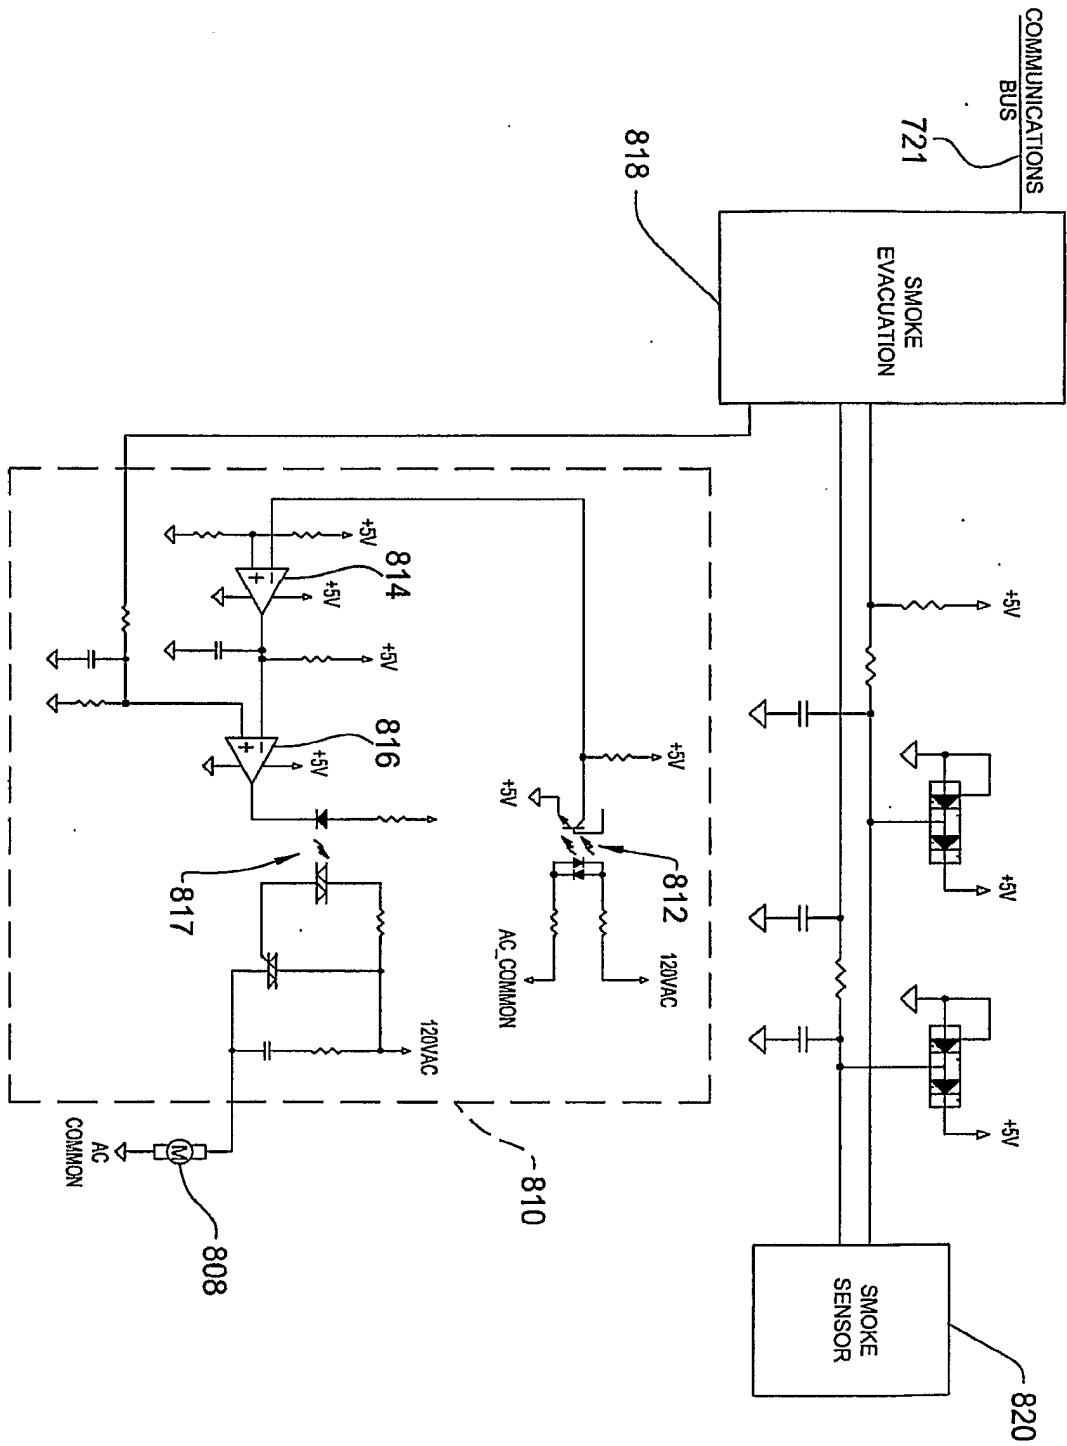 COMMUNICATIONS
BUS
721
+5V
+5V
+5V
820
SMOKE
EVACUATION
SMOKE
SENSOR
818
+5V
812
120VAC
+5V
AC_COMMON
810
+5V
814
+5V
+5V
816
+5V
120VAC
−
+
−
+
817
M
808
AC
COMMON